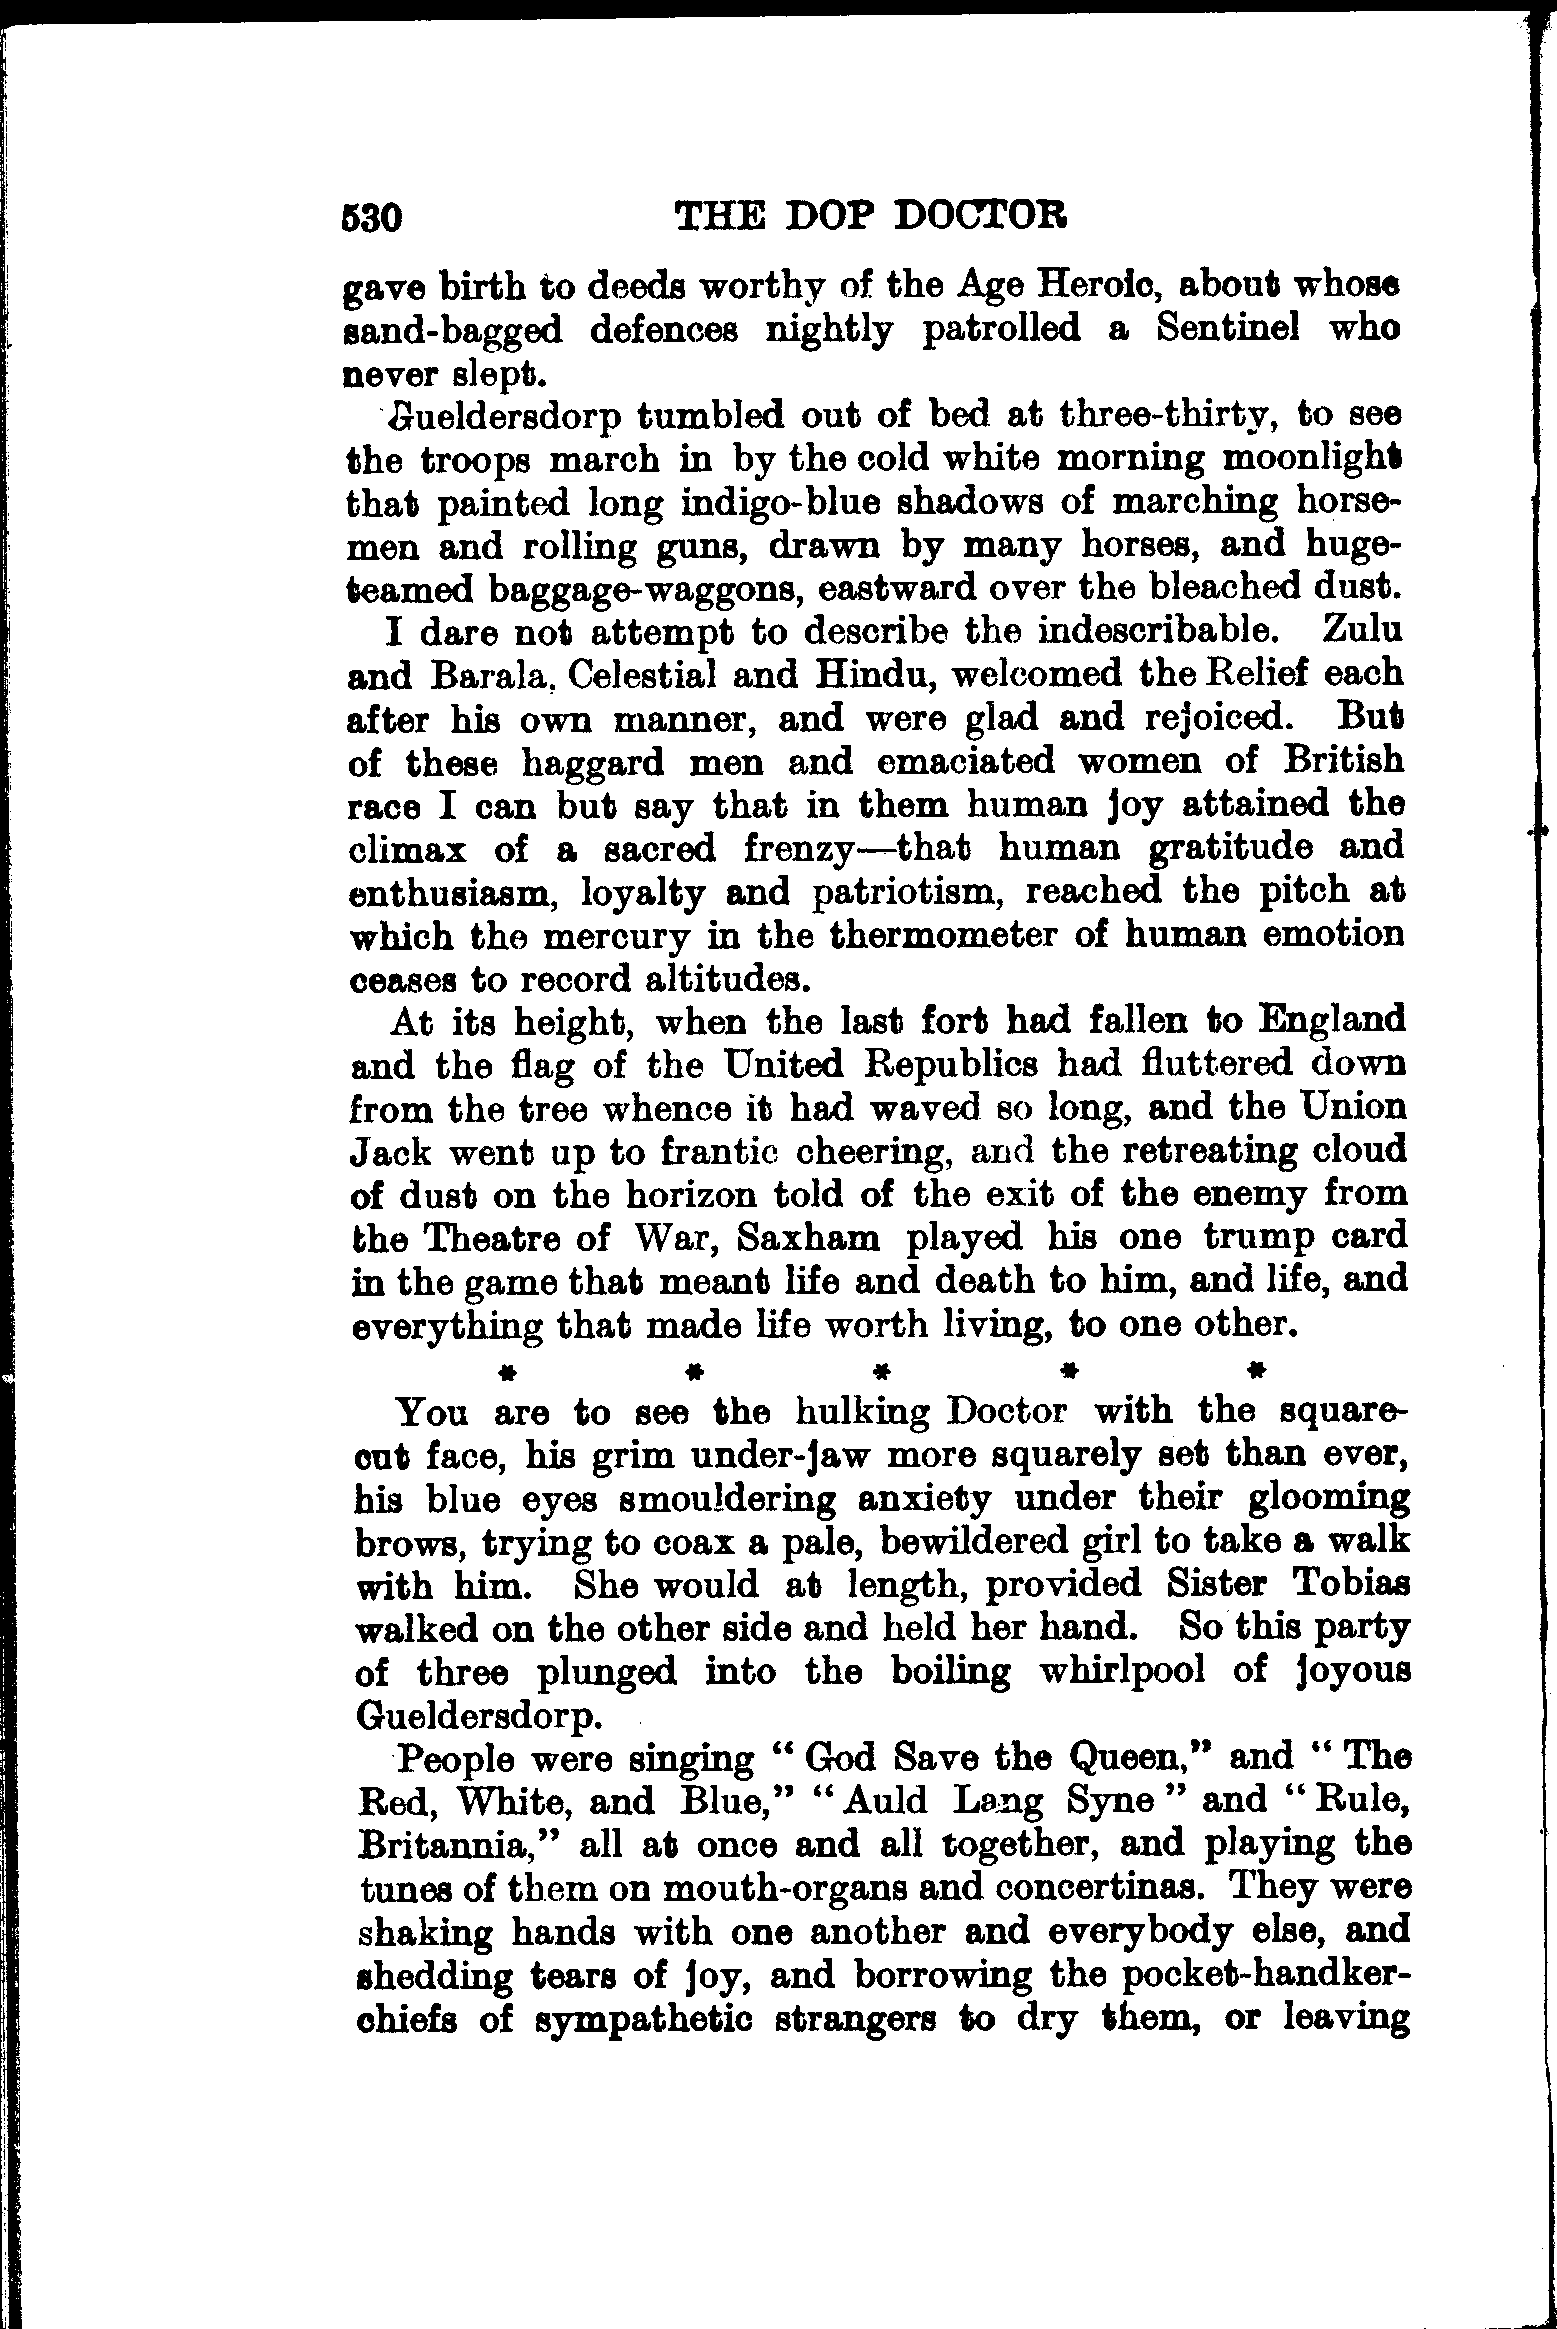 530 THE DOP DOCTOR
gave birth to deeds worthy of the Age Heroic, about whose
sand-bagged defences nightly patrolled a Sentinel who
never slept.
Gueldersdorp tumbled out of bed at three-thirty, to see
the troops march in by the cold white morning moonlight
that painted long indigo-blue shadows of marching horse-
men and rolling guns, drawn by many horses, and huge-
teamed baggage-waggons, eastward over the bleached dust.
I dare not attempt to describe the indescribable. Zulu
and Barala, Celestial and Hindu, welcomed the Relief each
after his own manner, and were glad and rejoiced. But
of these haggard men and emaciated women of British
race I can but say that in them human joy attained the
climax of a sacred frenzy—that human gratitude and
enthusiasm, loyalty and patriotism, reached the pitch at
which the mercury in the thermometer of human emotion
ceases to record altitudes.
At its height, when the last fort had fallen to England
and the flag of the United Republics had fluttered down
from the tree whence it had waved so long, and the Union
Jack went up to frantic cheering, and the retreating cloud
of dust on the horizon told of the exit of the enemy from
the Theatre of War, Saxham played his one trump card
in the game that meant life and death to him, and life, and
everything that made life worth living, to one other.
* * * * *
You are to see the hulking Doctor with the square-
cut face, his grim under-jaw more squarely set than ever,
his blue eyes smouldering anxiety under their glooming
brows, trying to coax a pale, bewildered girl to take a walk
with him. She would at length, provided Sister Tobias
walked on the other side and held her hand. So this party
of three plunged into the boiling whirlpool of joyous
Gueldersdorp.
People were singing “ God Save the Queen,” and “ The
Red, White, and Blue,” “ Auld Lang Syne ” and “ Rule,
Britannia,” all at once and all together, and playing the
tunes of them on mouth-organs and concertinas. They were
shaking hands with one another and everybody else, and
shedding tears of joy, and borrowing the pocket-handker-
chiefs of sympathetic strangers to dry them, or leaving